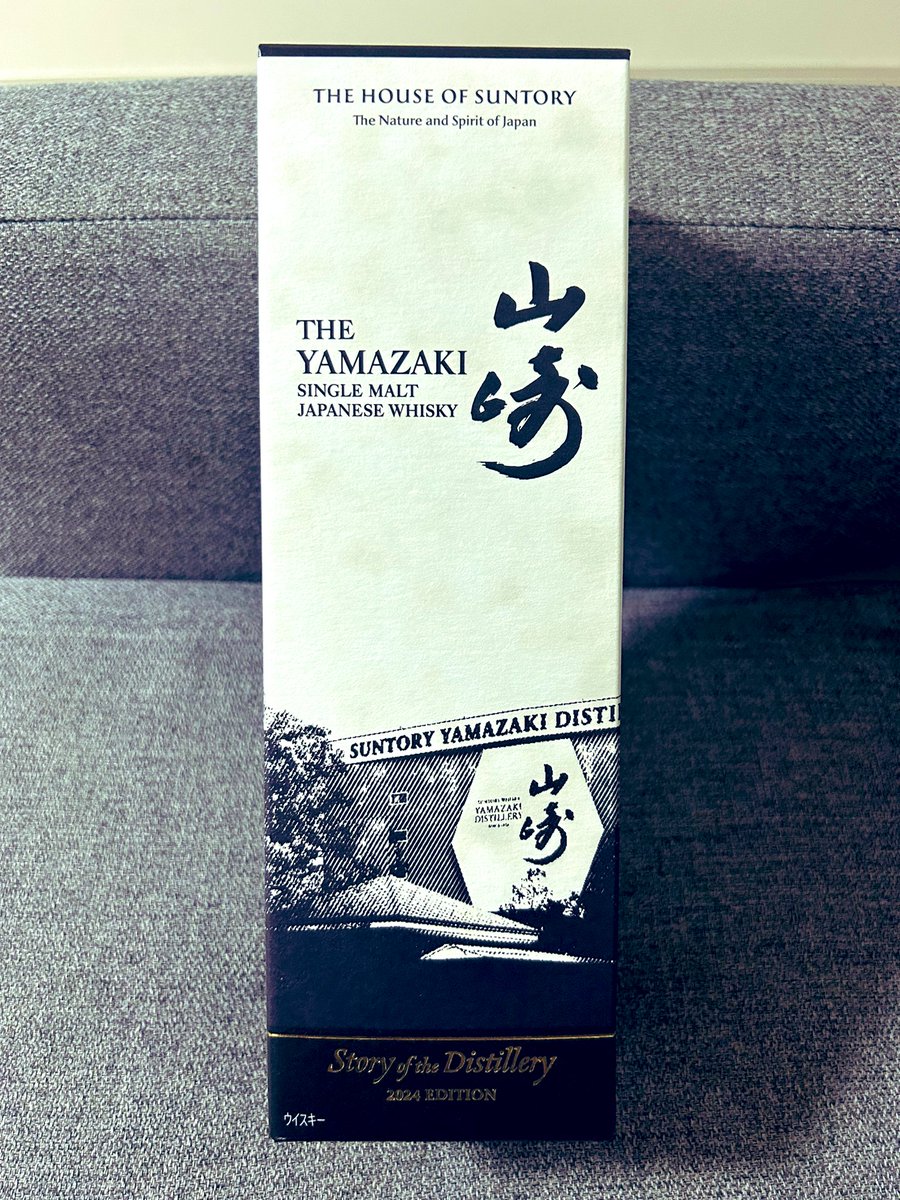 THE HOUSE OF SUNTORY
The Nature and Spirit of Japan
山崎
THE
YAMAZAKI
SINGLE MALT
JAPANESE WHISKY
SUNTORY YAMAZAKI DISTI
YAMAZAKI
DISTILLERY
山崎
Story of the Distillery
2024 EDITION
ウイスキー